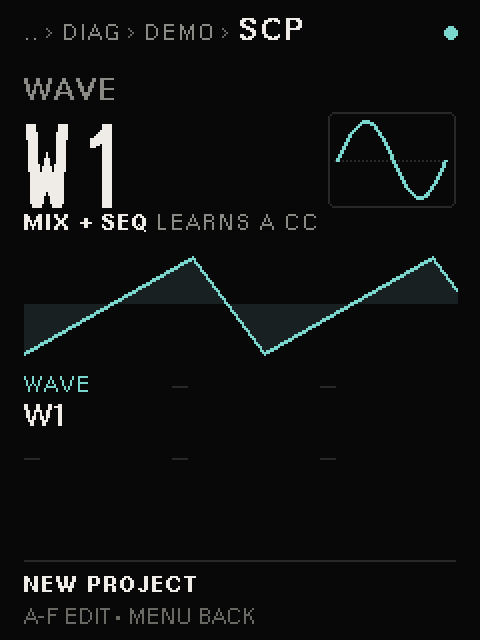 ..› DIAG › DEMO › SCP
WAVE
W1
MIX + SEQ LEARNS A CC
WAVE — —
W1
— — —
NEW PROJECT
A-F EDIT· MENU BACK